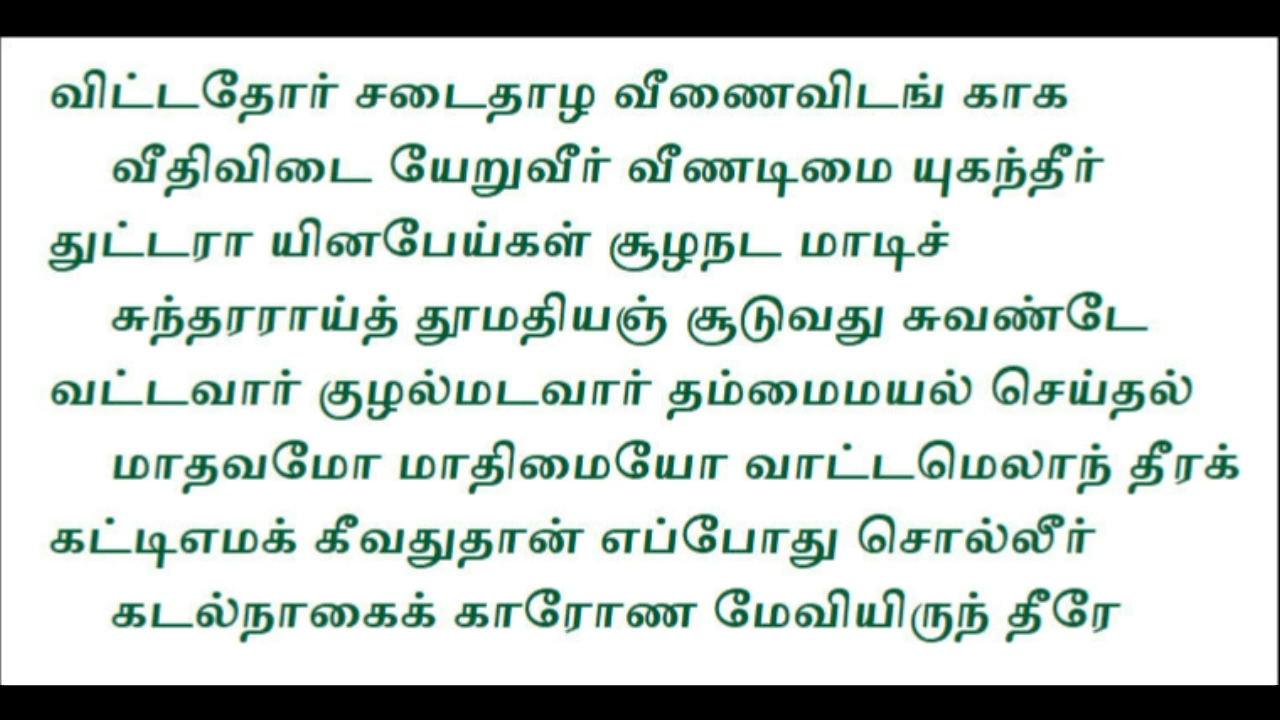 விட்டதோர் சடைதாழ வீணைவிடங் காக
வீதிவிடை யேறுவீர் வீணடிமை யுகந்தீர்
துட்டரா யினபேய்கள் சூழநட மாடிச்
சுந்தரராய்த் தூமதியஞ் சூடுவது சுவண்டே
வட்டவார் குழல்மடவார் தம்மைமயல் செய்தல்
மாதவமோ மாதிமையோ வாட்டமெலாந் தீரக்
கட்டிஎமக் கீவதுதான் எப்போது சொல்லீர்
கடல்நாகைக் காரோண மேவியிருந் தீரே